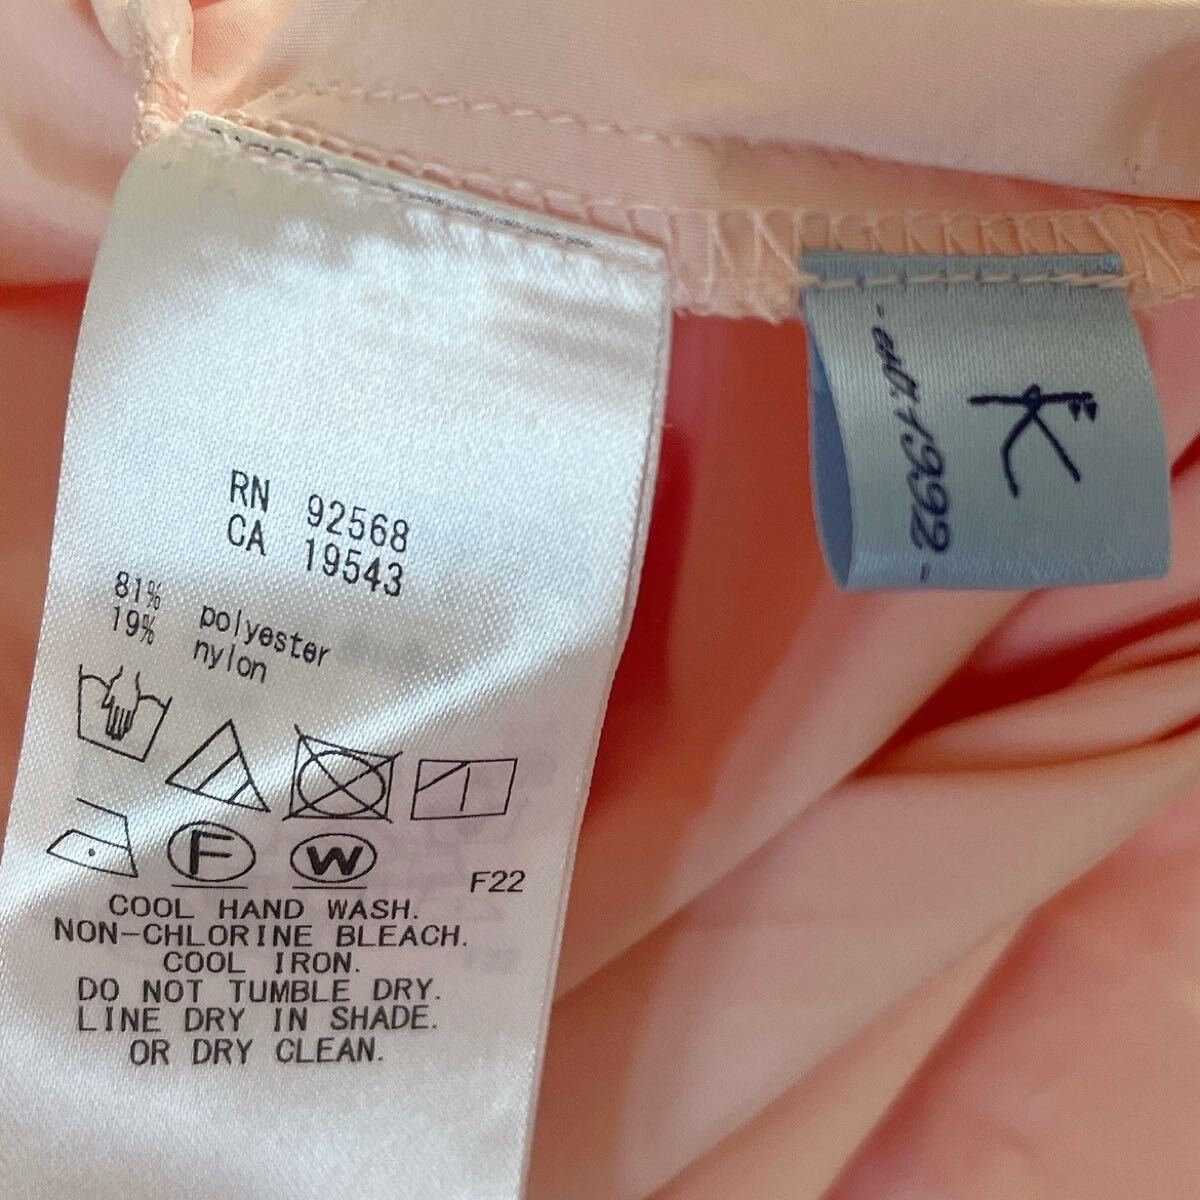 RN 92568
CA 19543
81% polyester
19% nylon
F
W
F22
COOL HAND WASH.
NON-CHLORINE BLEACH.
COOL IRON.
DO NOT TUMBLE DRY.
LINE DRY IN SHADE.
OR DRY CLEAN.
K
-est.1992-